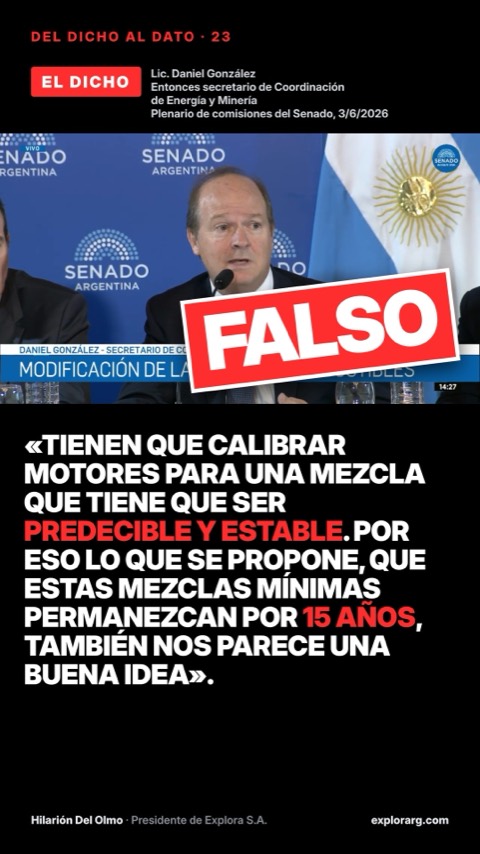 DEL DICHO AL DATO · 23
EL DICHO
Lic. Daniel González
Entonces secretario de Coordinación
de Energía y Minería
Plenario de comisiones del Senado, 3/6/2026
VIVO
NADO
ARGENTINA
SENADO
ARGENTINA
SENADO
SENADO
ARGENTINA
FALSO
DANIEL GONZÁLEZ - SECRETARIO DE CO
MODIFICACIÓN DE LA
14:27
«TIENEN QUE CALIBRAR
MOTORES PARA UNA MEZCLA
QUE TIENE QUE SER
PREDECIBLE Y ESTABLE. POR
ESO LO QUE SE PROPONE, QUE
ESTAS MEZCLAS MÍNIMAS
PERMANEZCAN POR 15 AÑOS,
TAMBIÉN NOS PARECE UNA
BUENA IDEA».
Hilarión Del Olmo · Presidente de Explora S.A.
explorarg.com